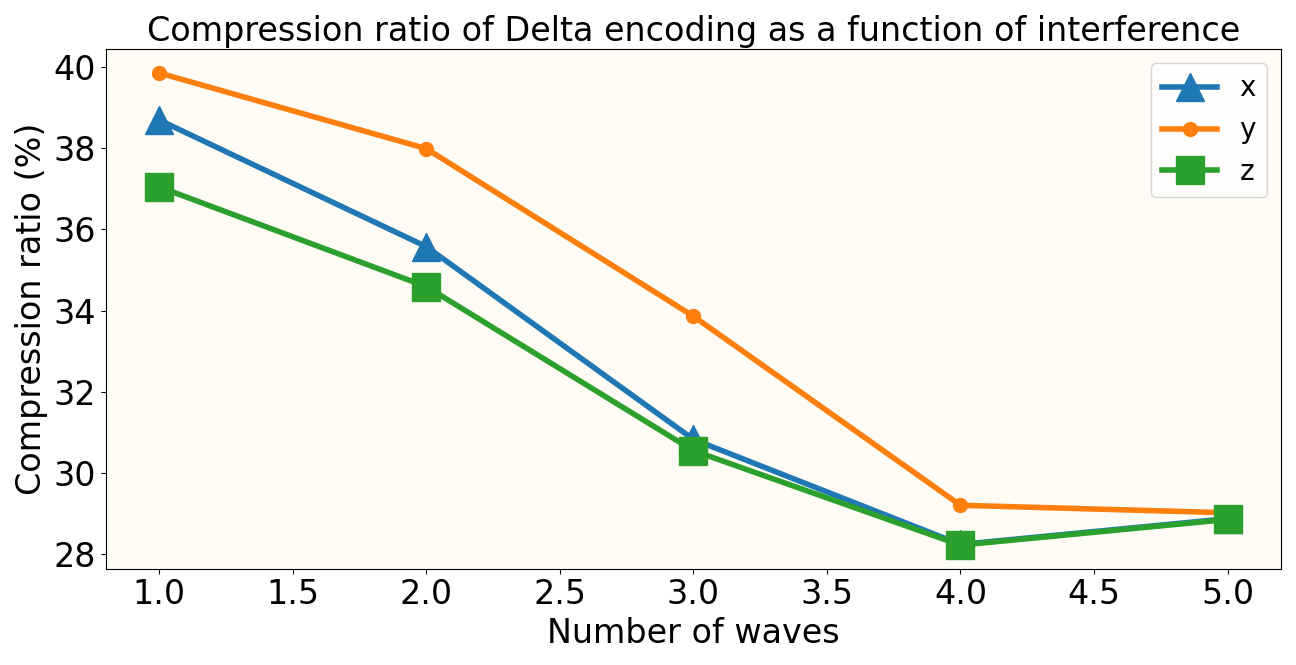 Compression ratio of Delta encoding as a function of interference
Compression ratio (%)
40
38
36
34
32
30
28
x
y
z
1.0 1.5 2.0 2.5 3.0 3.5 4.0 4.5 5.0
Number of waves